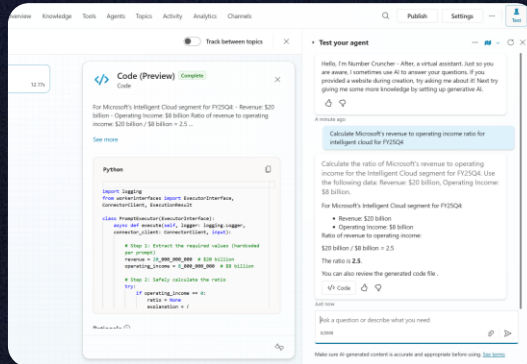 Overview Knowledge Tools Agents Topics Activity Analytics Channels
Publish Settings ... Test
Track between topics
12.11s
Code (Preview) Complete
Code
For Microsoft's Intelligent Cloud segment for FY25Q4: - Revenue: $20
billion - Operating Income: $8 billion Ratio of revenue to operating
income: $20 billion / $8 billion = 2.5 ...
See more
Python
import logging
from workerinterfaces import ExecutorInterface,
ConnectorClient, ExecutionResult
class PromptExecutor(ExecutorInterface):
async def execute(self, logger: logging.Logger,
connector_client: ConnectorClient, input):
# Step 1: Extract the required values (hardcoded
per prompt)
revenue = 20_000_000_000 # $20 billion
operating_income = 8_000_000_000 # $8 billion
# Step 2: Safely calculate the ratio
try:
if operating_income == 0:
ratio = None
explanation = (
Test your agent
Hello, I'm Number Cruncher - After, a virtual assistant. Just so you
are aware, I sometimes use AI to answer your questions. If you
provided a website during creation, try asking me about it! Next try
giving me some more knowledge by setting up generative AI.
A minute ago
Calculate Microsoft's revenue to operating income ratio for
intelligent cloud for FY25Q4
Calculate the ratio of Microsoft's revenue to operating
income for the Intelligent Cloud segment for FY25Q4. Use
the following data: Revenue: $20 billion, Operating Income:
$8 billion.
For Microsoft's Intelligent Cloud segment for FY25Q4:
• Revenue: $20 billion
• Operating Income: $8 billion
Ratio of revenue to operating income:
$20 billion / $8 billion = 2.5
The ratio is 2.5.
You can also review the generated code file .
Code
Just now
Ask a question or describe what you need
0/2000
Make sure AI-generated content is accurate and appropriate before using. See terms